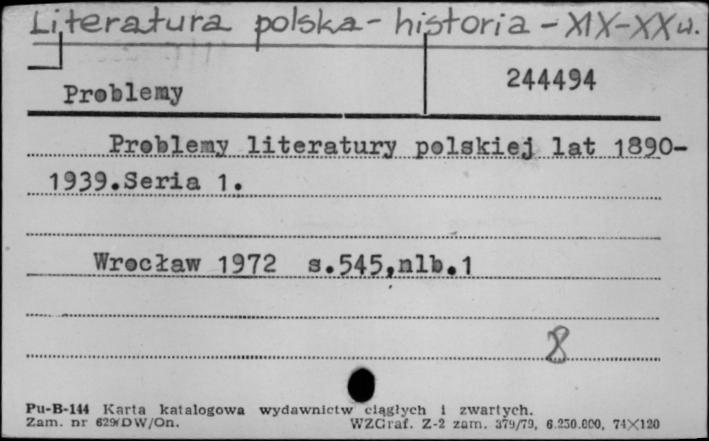 Literatura polska - historia - XIX-XX w.
244494
Problemy
Problemy literatury polskiej lat 1890-
1939.Seria 1.
Wrocław 1972 s.545,nlb.1
8
Pu-B-144 Karta katalogowa wydawnictw ciągłych i zwartych.
Zam. nr 629/DW/On. WZGraf. Z-2 zam. 379/79, 6.250.000, 74×120